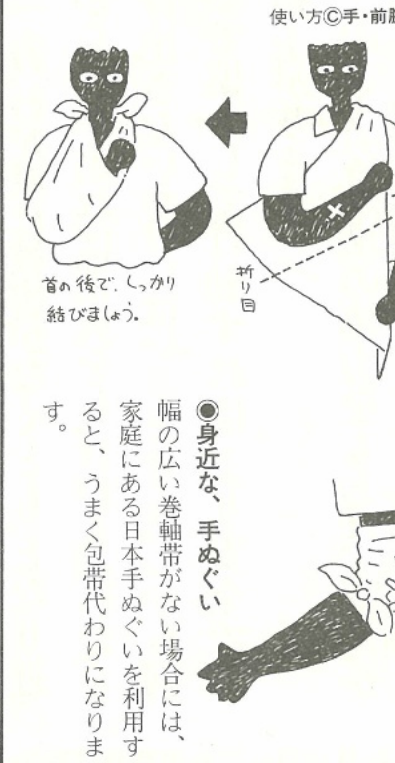 使い方Ⓒ手・前腕
折り目
首の後で、しっかり
結びましょう。
◉身近な、手ぬぐい
幅の広い巻軸帯がない場合には、
家庭にある日本手ぬぐいを利用す
ると、うまく包帯代わりになりま
す。